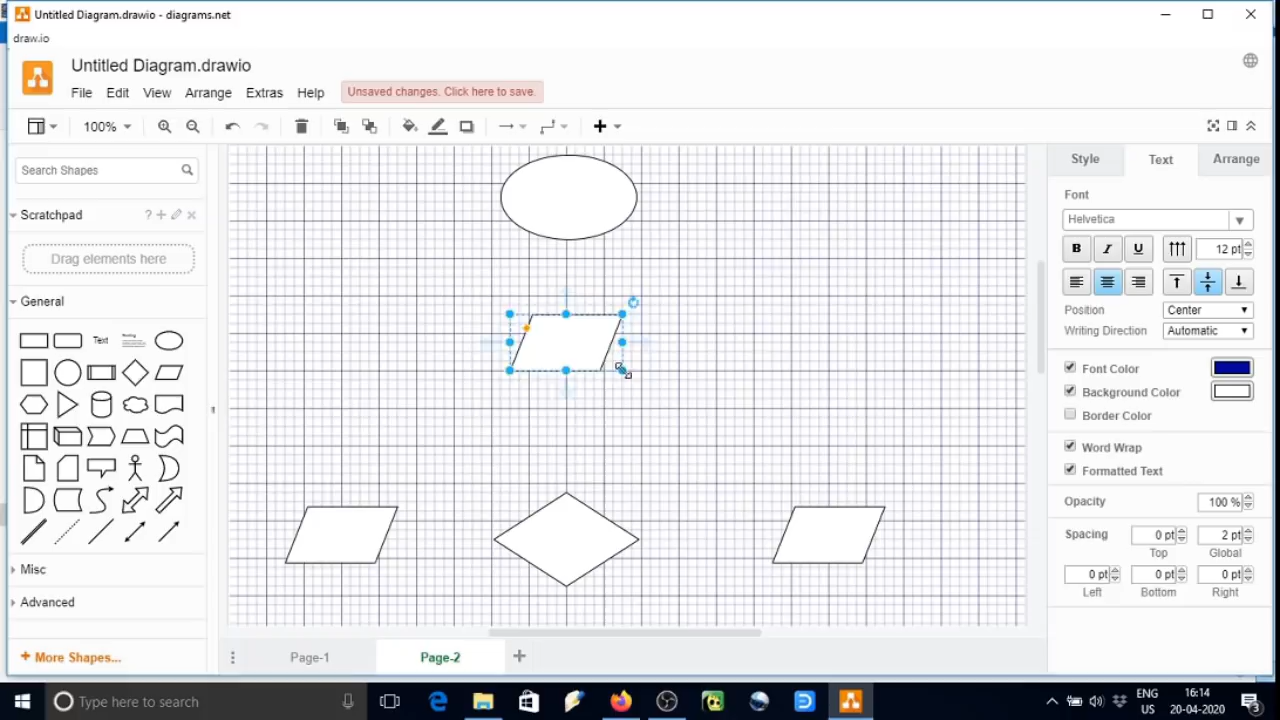 Untitled Diagram.drawio - diagrams.net
draw.io
Untitled Diagram.drawio
File Edit View Arrange Extras Help Unsaved changes. Click here to save.
100%
Search Shapes
Scratchpad ?
Drag elements here
General
Text
Misc
Advanced
+ More Shapes...
Page-1 Page-2
Style Text Arrange
Font
Helvetica
B I U 12 pt
Position Center
Writing Direction Automatic
Font Color
Background Color
Border Color
Word Wrap
Formatted Text
Opacity 100 %
Spacing 0 pt 2 pt
Top Global
0 pt 0 pt 0 pt
Left Bottom Right
Type here to search
ENG 16:14
US 20-04-2020
3